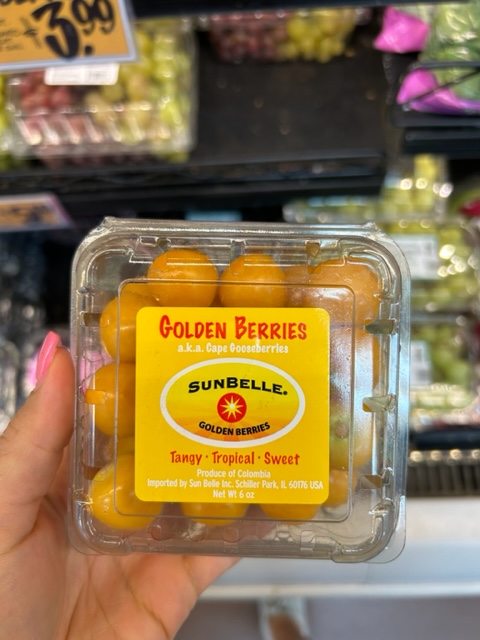 3.99
GOLDEN BERRIES
a.k.a. Cape Gooseberries
SUNBELLE.
GOLDEN BERRIES
Tangy · Tropical · Sweet
Produce of Colombia
Imported by Sun Belle Inc. Schiller Park, IL 60176 USA
Net Wt 6 oz